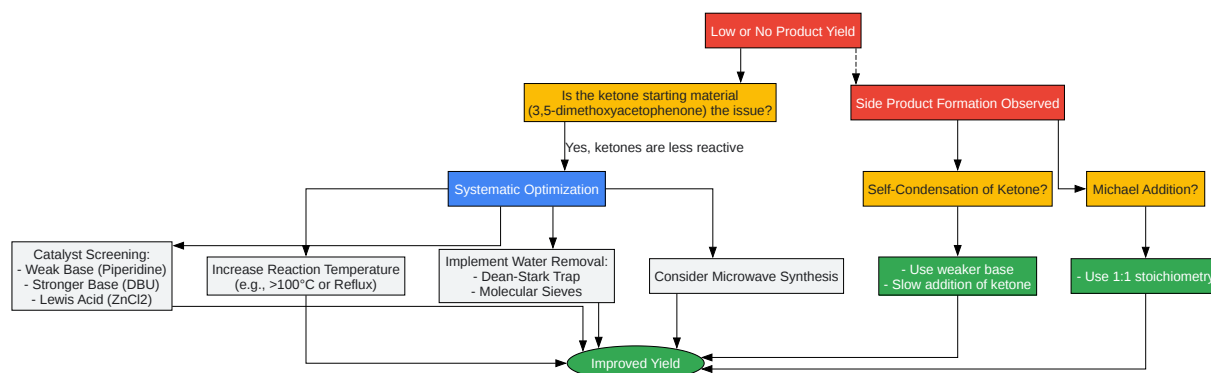 Low or No Product Yield
Is the ketone starting material
(3,5-dimethoxyacetophenone) the issue?
Side Product Formation Observed
Yes, ketones are less reactive
Systematic Optimization
Self-Condensation of Ketone?
Michael Addition?
Catalyst Screening:
- Weak Base (Piperidine)
- Stronger Base (DBU)
- Lewis Acid (ZnCl2)
Increase Reaction Temperature
(e.g., >100°C or Reflux)
Implement Water Removal:
- Dean-Stark Trap
- Molecular Sieves
Consider Microwave Synthesis
- Use weaker base
- Slow addition of ketone
- Use 1:1 stoichiometry
Improved Yield